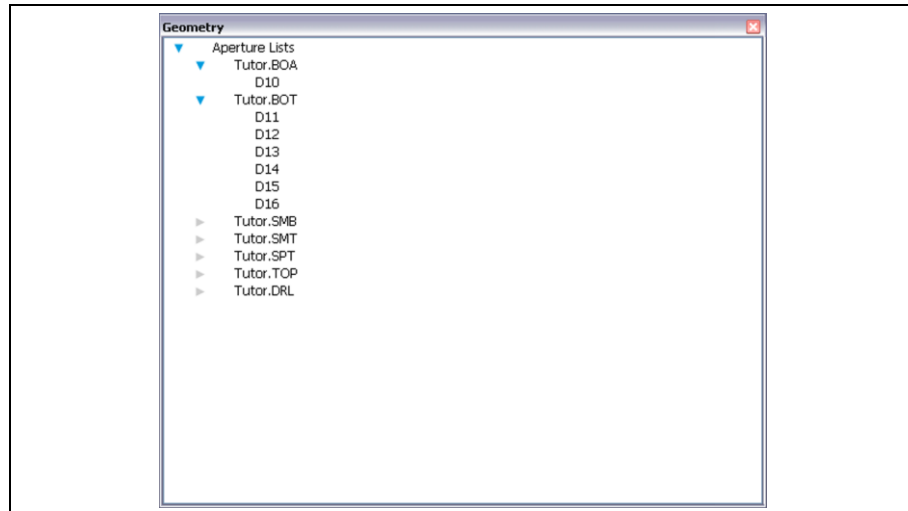 Geometry
Aperture Lists
Tutor.BOA
D10
Tutor.BOT
D11
D12
D13
D14
D15
D16
Tutor.SMB
Tutor.SMT
Tutor.SPT
Tutor.TOP
Tutor.DRL